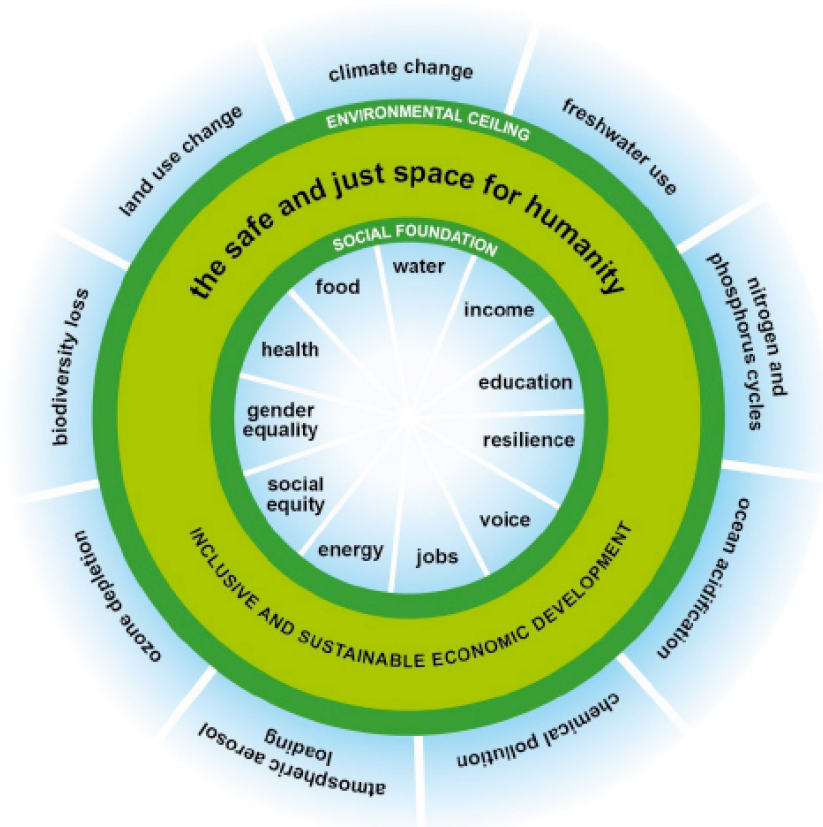 climate change
freshwater use
nitrogen and
phosphorus cycles
ocean acidification
chemical pollution
atmospheric aerosol
loading
ozone depletion
biodiversity loss
land use change
ENVIRONMENTAL CEILING
the safe and just space for humanity
SOCIAL FOUNDATION
water
income
education
resilience
voice
jobs
energy
social
equity
gender
equality
health
food
INCLUSIVE AND SUSTAINABLE ECONOMIC DEVELOPMENT